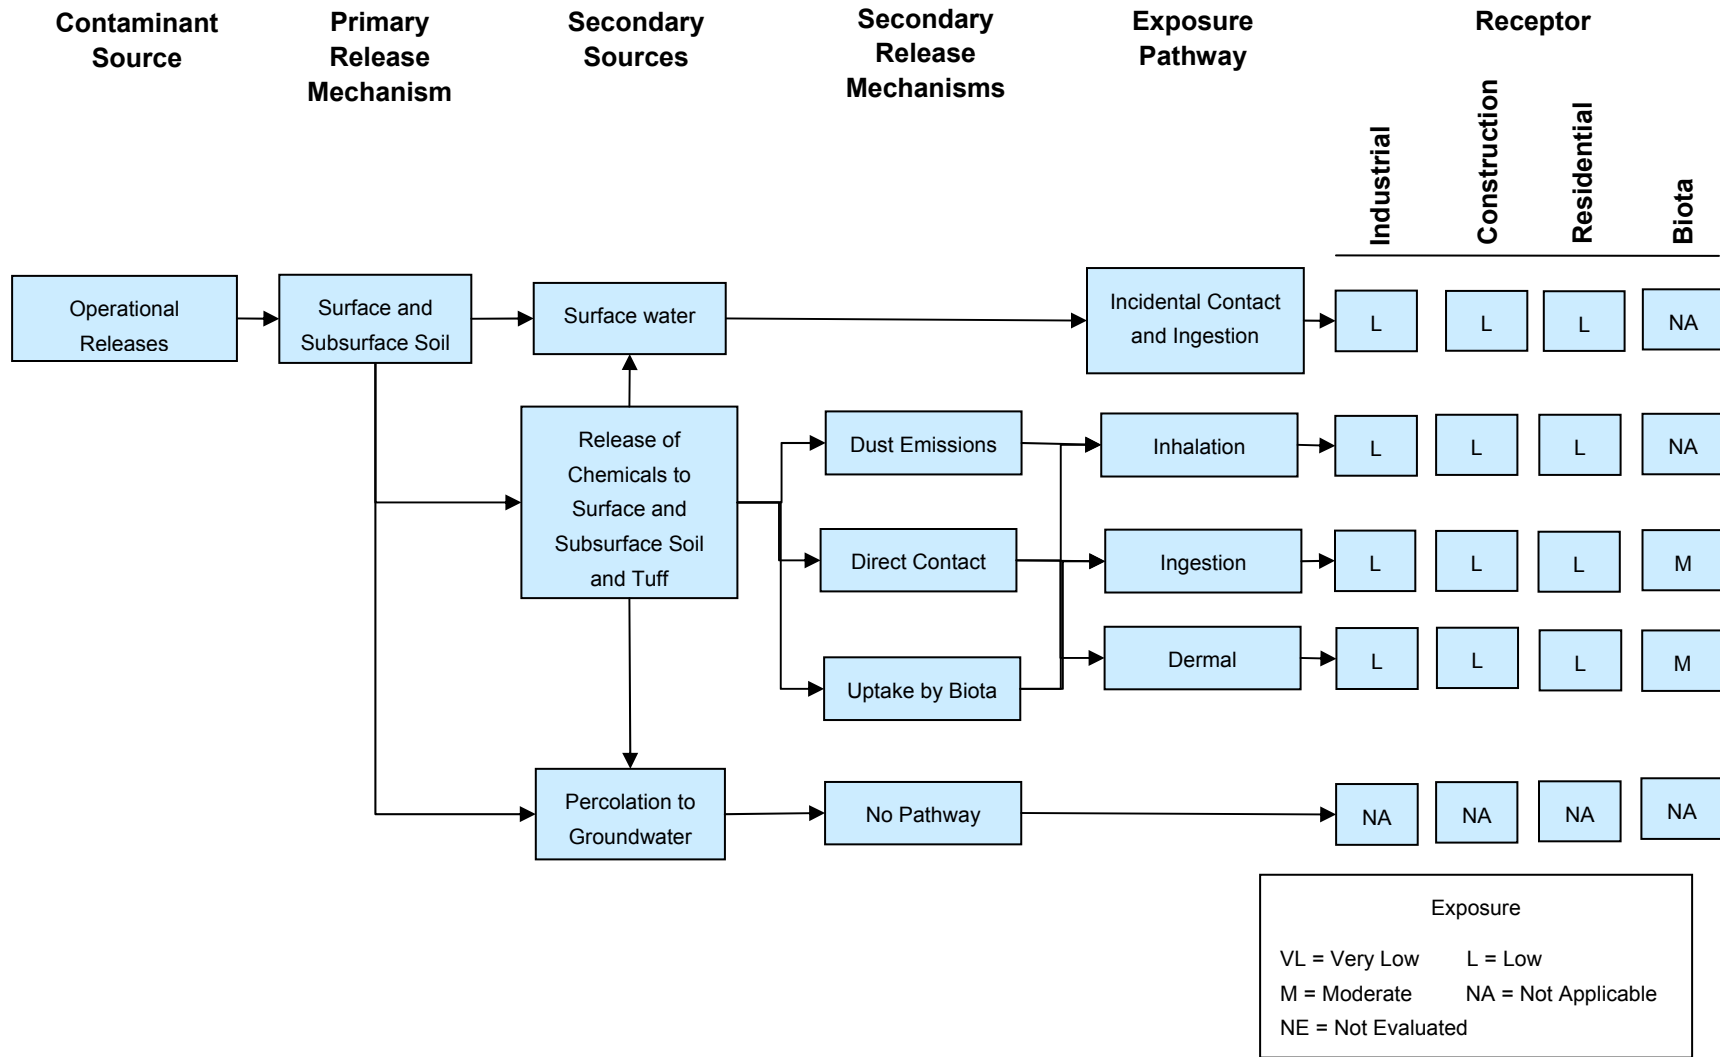 Contaminant
Source
Primary
Release
Mechanism
Secondary
Sources
Secondary
Release
Mechanisms
Exposure
Pathway
Receptor
Industrial
Construction
Residential
Biota
Operational
Releases
Surface and
Subsurface Soil
Surface water
Incidental Contact
and Ingestion
L
L
L
NA
Release of
Chemicals to
Surface and
Subsurface Soil
and Tuff
Dust Emissions
Inhalation
L
L
L
NA
Direct Contact
Ingestion
L
L
L
M
Uptake by Biota
Dermal
L
L
L
M
Percolation to
Groundwater
No Pathway
NA
NA
NA
NA
Exposure
VL = Very Low L = Low
M = Moderate NA = Not Applicable
NE = Not Evaluated